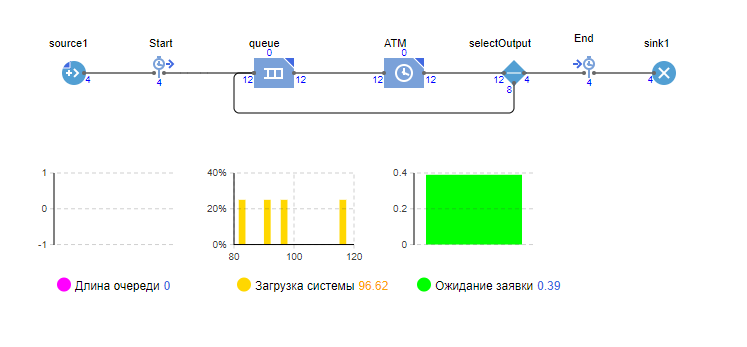 source1 Start queue ATM selectOutput End sink1
0 0
4 4 12 12 12 12 12 4 4 4
8
1 40% 0.4
0 20% 0.2
-1 0% 0
80 100 120
Длина очереди 0 Загрузка системы 96.62 Ожидание заявки 0.39